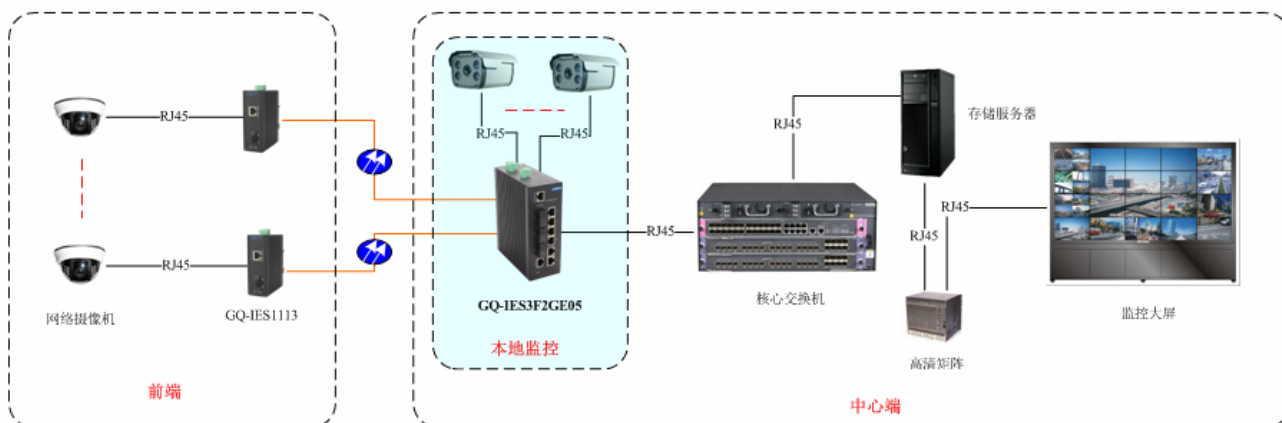 RJ45
RJ45
网络摄像机
GQ-IES1113
前端
RJ45
RJ45
GQ-IES3F2GE05
本地监控
RJ45
核心交换机
RJ45
存储服务器
RJ45
RJ45
高清矩阵
监控大屏
中心端